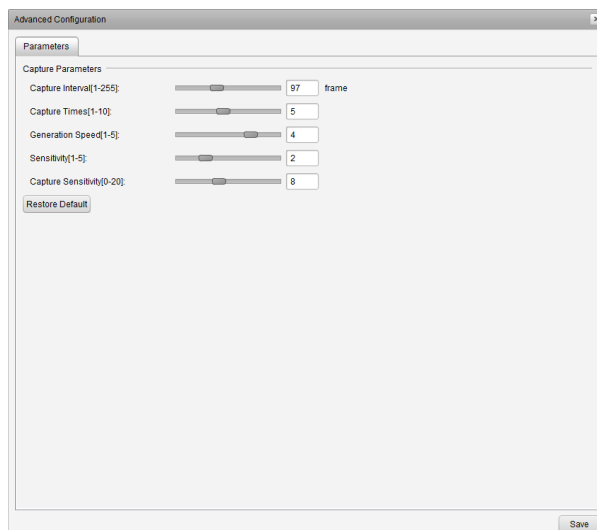 Advanced Configuration
Parameters
Capture Parameters
Capture Interval[1-255]: 97 frame
Capture Times[1-10]: 5
Generation Speed[1-5]: 4
Sensitivity[1-5]: 2
Capture Sensitivity[0-20]: 8
Restore Default
Save